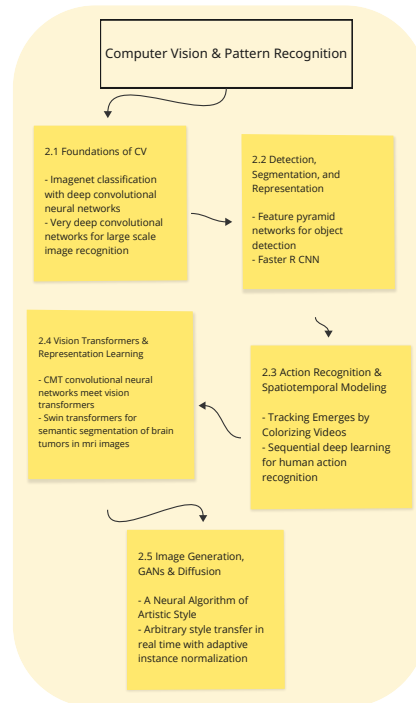 Computer Vision & Pattern Recognition
2.1 Foundations of CV
- Imagenet classification
with deep convolutional
neural networks
- Very deep convolutional
networks for large scale
image recognition
2.2 Detection,
Segmentation, and
Representation
- Feature pyramid
networks for object
detection
- Faster R CNN
2.3 Action Recognition &
Spatiotemporal Modeling
- Tracking Emerges by
Colorizing Videos
- Sequential deep learning
for human action
recognition
2.4 Vision Transformers &
Representation Learning
- CMT convolutional neural
networks meet vision
transformers
- Swin transformers for
semantic segmentation of brain
tumors in mri images
2.5 Image Generation,
GANs & Diffusion
- A Neural Algorithm of
Artistic Style
- Arbitrary style transfer in
real time with adaptive
instance normalization